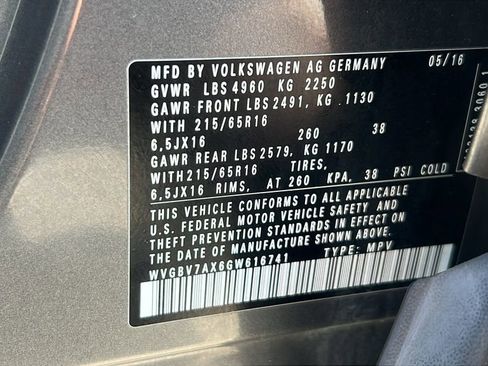 MFD BY VOLKSWAGEN AG GERMANY 05/16
GVWR LBS 4960 KG 2250
GAWR FRONT LBS 2491, KG .1130
WITH 215/65R16
6,5JX16 260 38
GAWR REAR LBS 2579, KG 1170
WITH 215/65R16 TIRES,
6,5JX16 RIMS, AT 260 KPA, 38 PSI COLD
THIS VEHICLE CONFORMS TO ALL APPLICABLE
U.S. FEDERAL MOTOR VEHICLE SAFETY AND
THEFT PREVENTION STANDARDS IN EFFECT ON
THE DATE OF MANUFACTURE SHOWN ABOVE.
WVGBV7AX6GW616741 TYPE: MPV